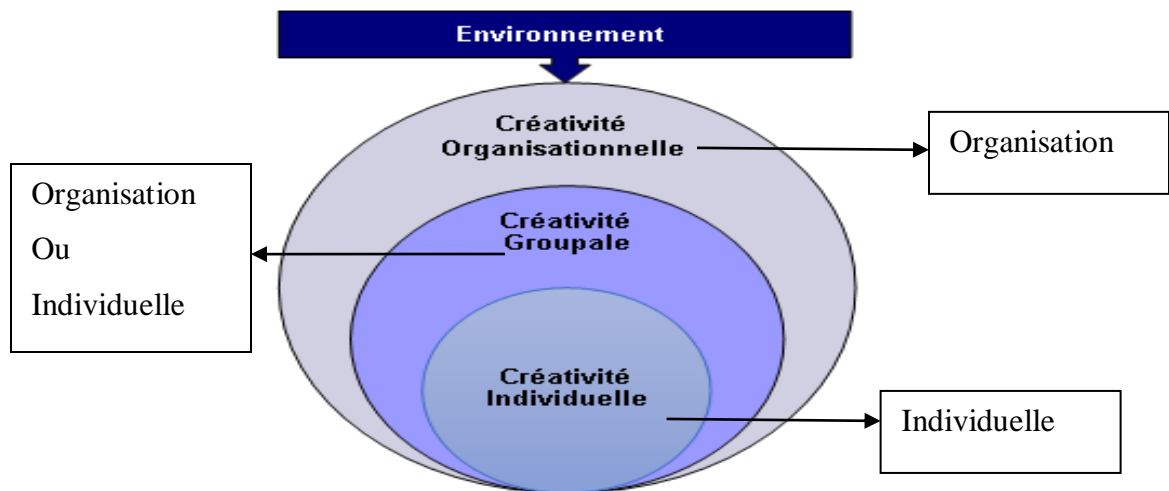 Environnement
Créativité
Organisationnelle
Organisation
Organisation
Ou
Individuelle
Créativité
Groupale
Créativité
Individuelle
Individuelle